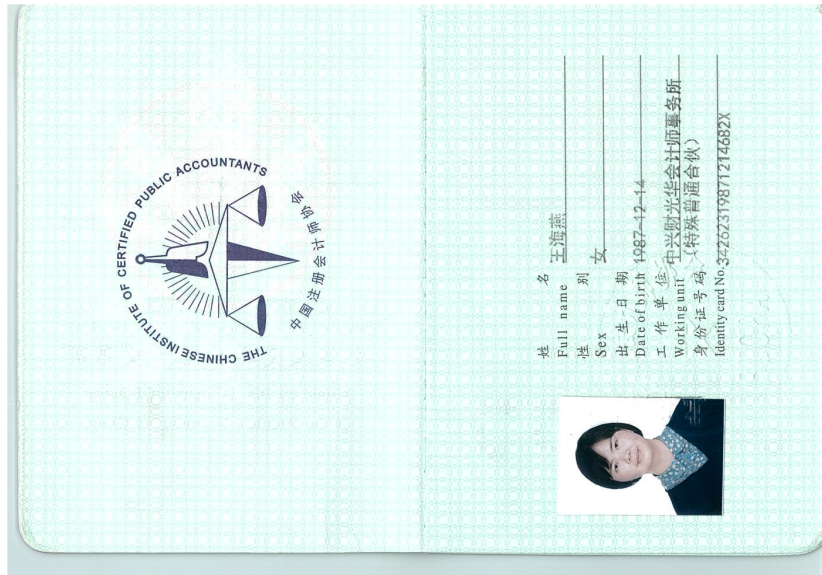 THE CHINESE INSTITUTE OF CERTIFIED PUBLIC ACCOUNTANTS
中国注册会计师协会
姓 名 王海燕
Full name
性 别 女
Sex
出 生 日 期 1987-12-14
Date of birth
工 作 单 位 中兴财光华会计师事务所
Working unit (特殊普通合伙)
身份证号码 34262319871214682X
Identity card No.